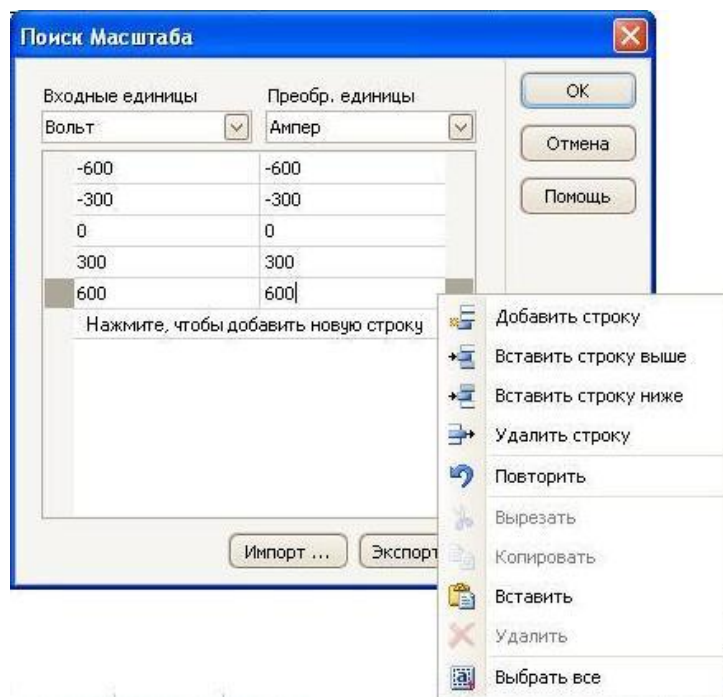 Поиск Масштаба
Входные единицы Преобр. единицы
Вольт Ампер
-600 -600
-300 -300
0 0
300 300
600 600
Нажмите, чтобы добавить новую строку
Импорт ... Экспорт
OK
Отмена
Помощь
Добавить строку
Вставить строку выше
Вставить строку ниже
Удалить строку
Повторить
Вырезать
Копировать
Вставить
Удалить
Выбрать все